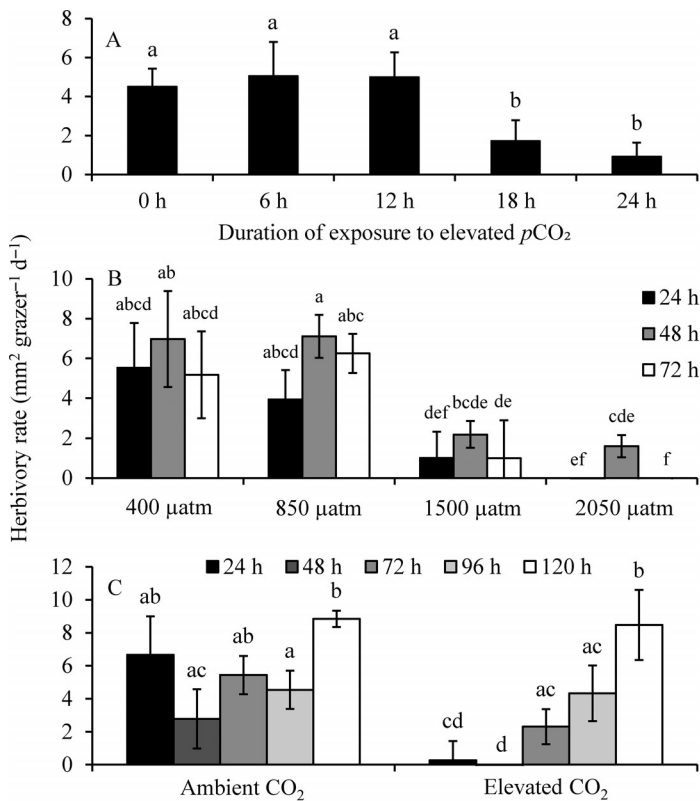 A
8
6
4
2
0
a
a
a
b
b
0 h
6 h
12 h
18 h
24 h
Duration of exposure to elevated pCO₂
Herbivory rate (mm² grazer⁻¹ d⁻¹)
B
10
8
6
4
2
0
abcd
ab
abcd
abcd
a
abc
def
bcde
de
ef
cde
f
24 h
48 h
72 h
400 µatm
850 µatm
1500 µatm
2050 µatm
C
12
10
8
6
4
2
0
24 h
48 h
72 h
96 h
120 h
ab
ac
ab
a
b
cd
d
ac
ac
b
Ambient CO₂
Elevated CO₂